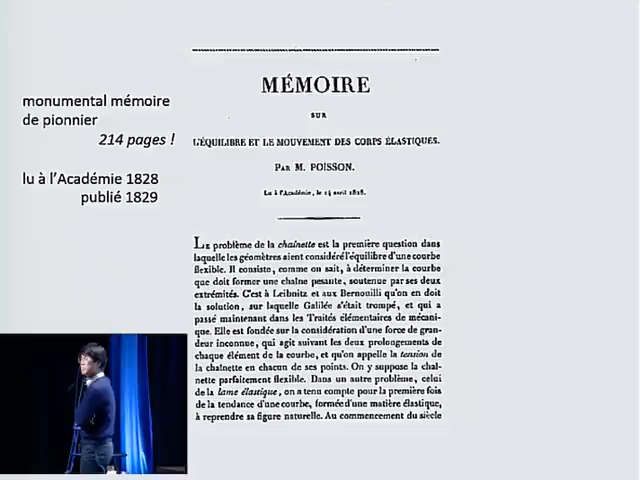 monumental mémoire
de pionnier
214 pages !
lu à l’Académie 1828
publié 1829
MÉMOIRE
SUR
L'ÉQUILIBRE ET LE MOUVEMENT DES CORPS ÉLASTIQUES.
Par M. POISSON.
Lu à l'Académie, le 14 avril 1828.
Le problème de la chaînette est la première question dans
laquelle les géomètres aient considéré l'équilibre d'une courbe
flexible. Il consiste, comme on sait, à déterminer la courbe
que doit former une chaîne pesante, soutenue par ses deux
extrémités. C'est à Leibnitz et aux Bernouilli qu'on en doit
la solution, sur laquelle Galilée s'était trompé, et qui a
passé maintenant dans les Traités élémentaires de mécani-
que. Elle est fondée sur la considération d'une force de gran-
deur inconnue, qui agit suivant les deux prolongements de
chaque élément de la courbe, et qu'on appelle la tension de
la chaînette en chacun de ses points. On y suppose la chaî-
nette parfaitement flexible. Dans un autre problème, celui
de la lame élastique, on a tenu compte pour la première fois
de la tendance d'une courbe, formée d'une matière élastique,
à reprendre sa figure naturelle. Au commencement du siècle